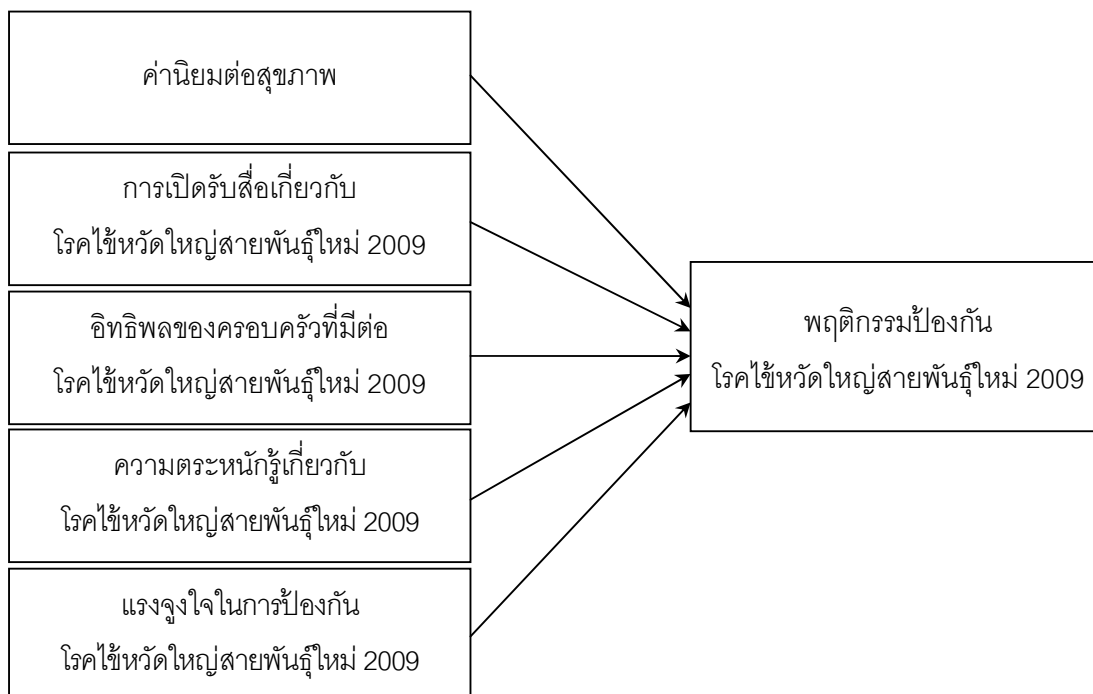 ค่านิยมต่อสุขภาพ
การเปิดรับสื่อเกี่ยวกับ
โรคไข้หวัดใหญ่สายพันธุ์ใหม่ 2009
อิทธิพลของครอบครัวที่มีต่อ
โรคไข้หวัดใหญ่สายพันธุ์ใหม่ 2009
ความตระหนักรู้เกี่ยวกับ
โรคไข้หวัดใหญ่สายพันธุ์ใหม่ 2009
แรงจูงใจในการป้องกัน
โรคไข้หวัดใหญ่สายพันธุ์ใหม่ 2009
พฤติกรรมป้องกัน
โรคไข้หวัดใหญ่สายพันธุ์ใหม่ 2009